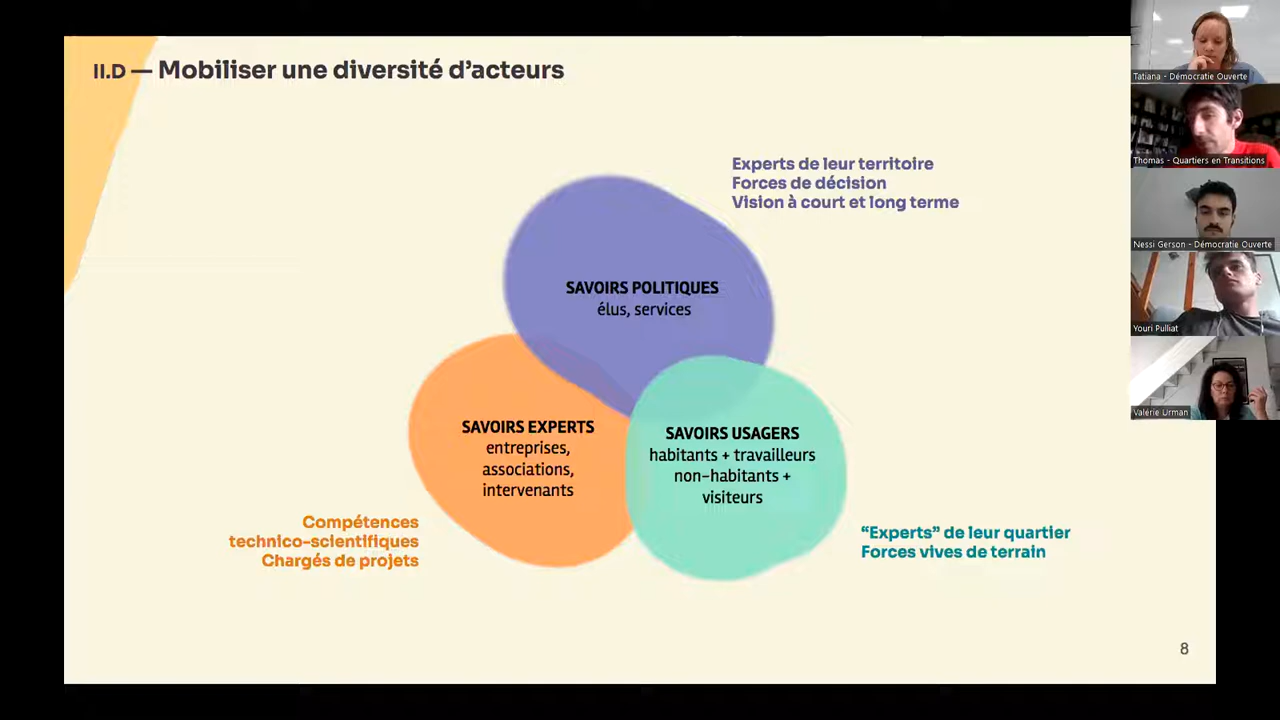 II.D — Mobiliser une diversité d'acteurs
Experts de leur territoire
Forces de décision
Vision à court et long terme
SAVOIRS POLITIQUES
élus, services
SAVOIRS EXPERTS
entreprises,
associations,
intervenants
SAVOIRS USAGERS
habitants + travailleurs
non-habitants +
visiteurs
Compétences
technico-scientifiques
Chargés de projets
“Experts” de leur quartier
Forces vives de terrain
8
Tatiana - Démocratie Ouverte
Thomas - Quartiers en Transitions
Nessi Gerson - Démocratie Ouverte
Youri Pulliat
Valérie Urman